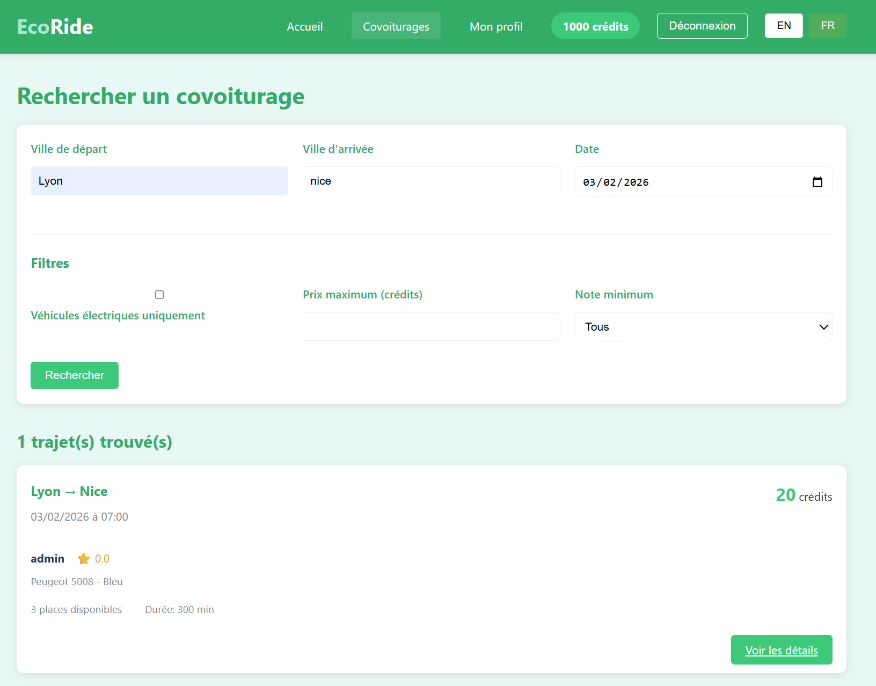 EcoRide Accueil Covoiturages Mon profil 1000 crédits Déconnexion EN FR
Rechercher un covoiturage
Ville de départ Ville d'arrivée Date
Lyon nice 03/02/2026
Filtres
Prix maximum (crédits) Note minimum
Véhicules électriques uniquement
Tous
Rechercher
1 trajet(s) trouvé(s)
Lyon → Nice 20 crédits
03/02/2026 à 07:00
admin ⭐ 0.0
Peugeot 5008 - Bleu
3 places disponibles Durée: 300 min
Voir les détails